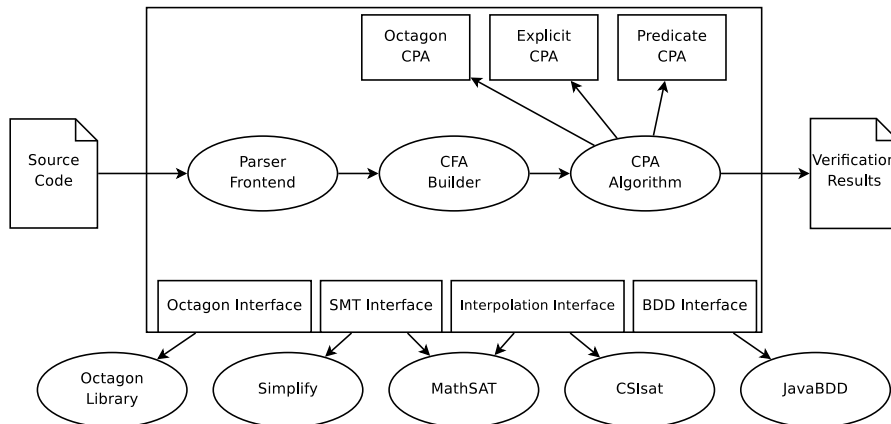 Octagon
CPA
Explicit
CPA
Predicate
CPA
Source
Code
Parser
Frontend
CFA
Builder
CPA
Algorithm
Verification
Results
Octagon Interface
SMT Interface
Interpolation Interface
BDD Interface
Octagon
Library
Simplify
MathSAT
CSIsat
JavaBDD